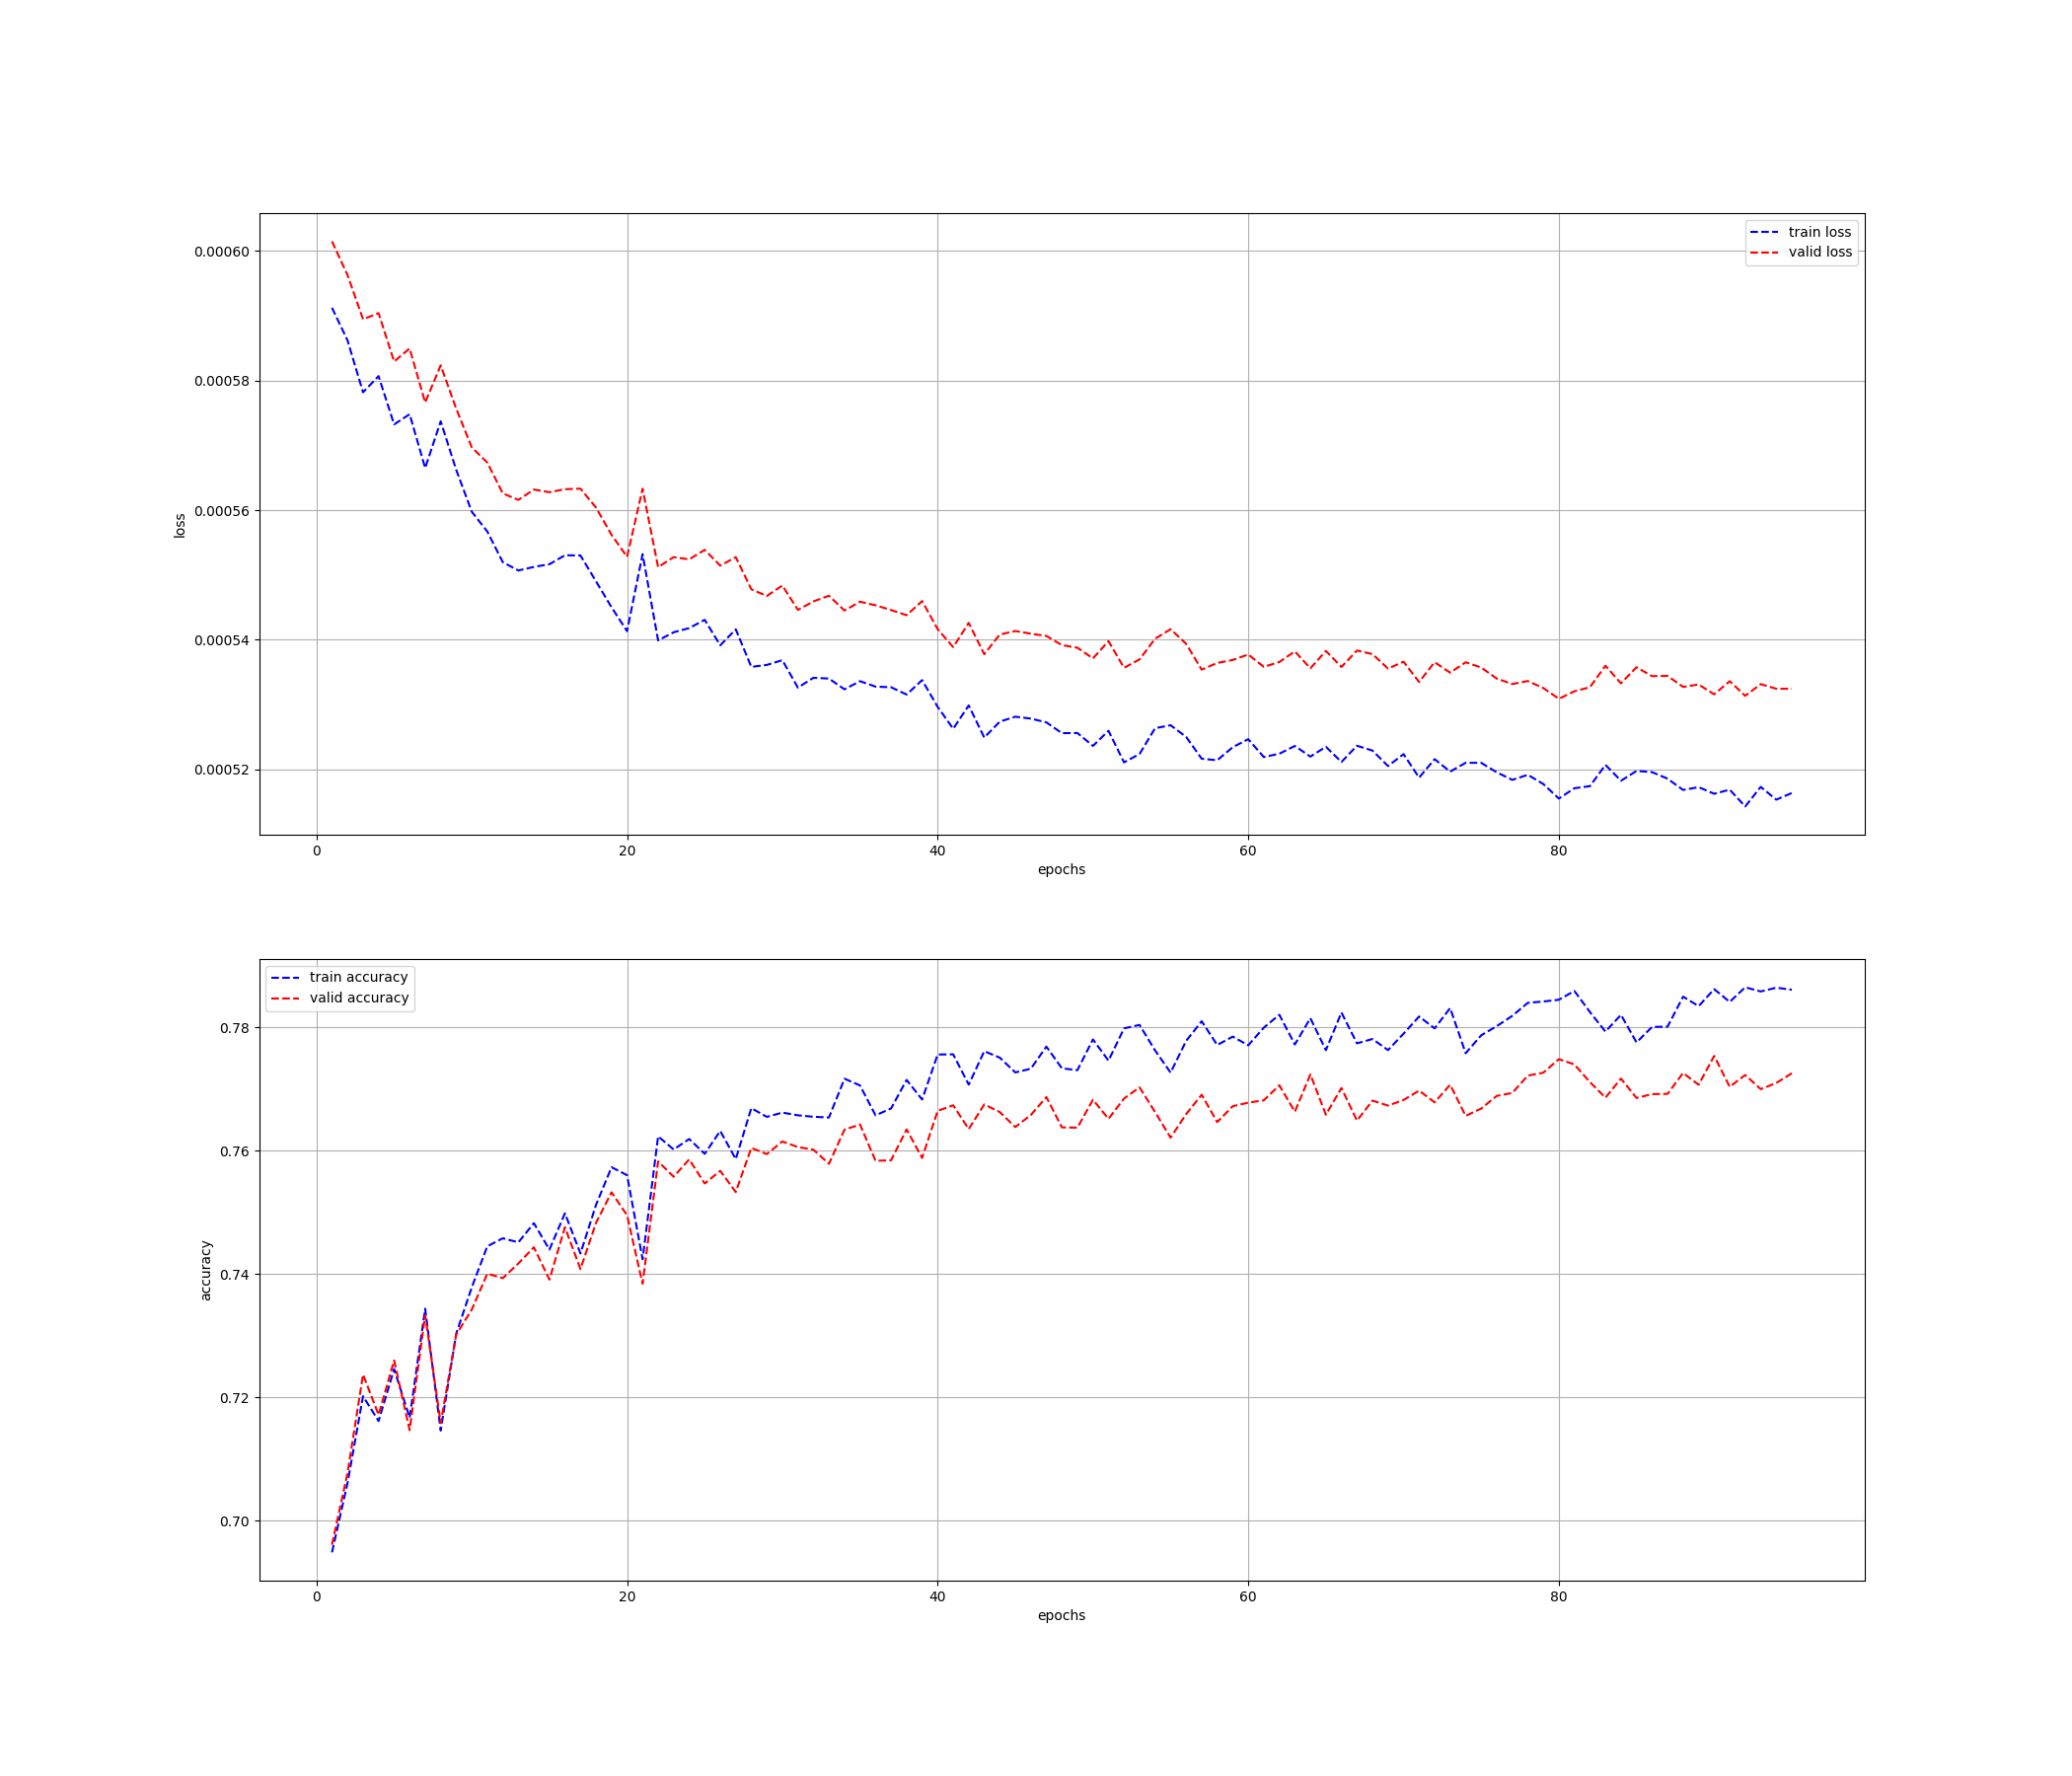 train loss
valid loss
0.00060
0.00058
0.00056
0.00054
0.00052
loss
0 20 40 60 80
epochs
train accuracy
valid accuracy
0.78
0.76
0.74
0.72
0.70
accuracy
0 20 40 60 80
epochs